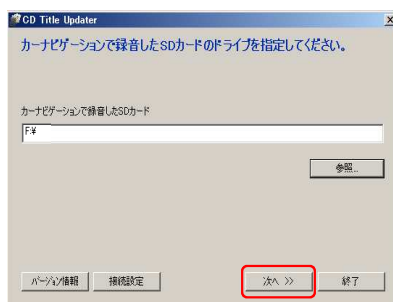 CD Title Updater
カーナビゲーションで録音したSDカードのドライブを指定してください。
カーナビゲーションで録音したSDカード
F:¥
参照...
バージョン情報 接続設定 次へ >> 終了